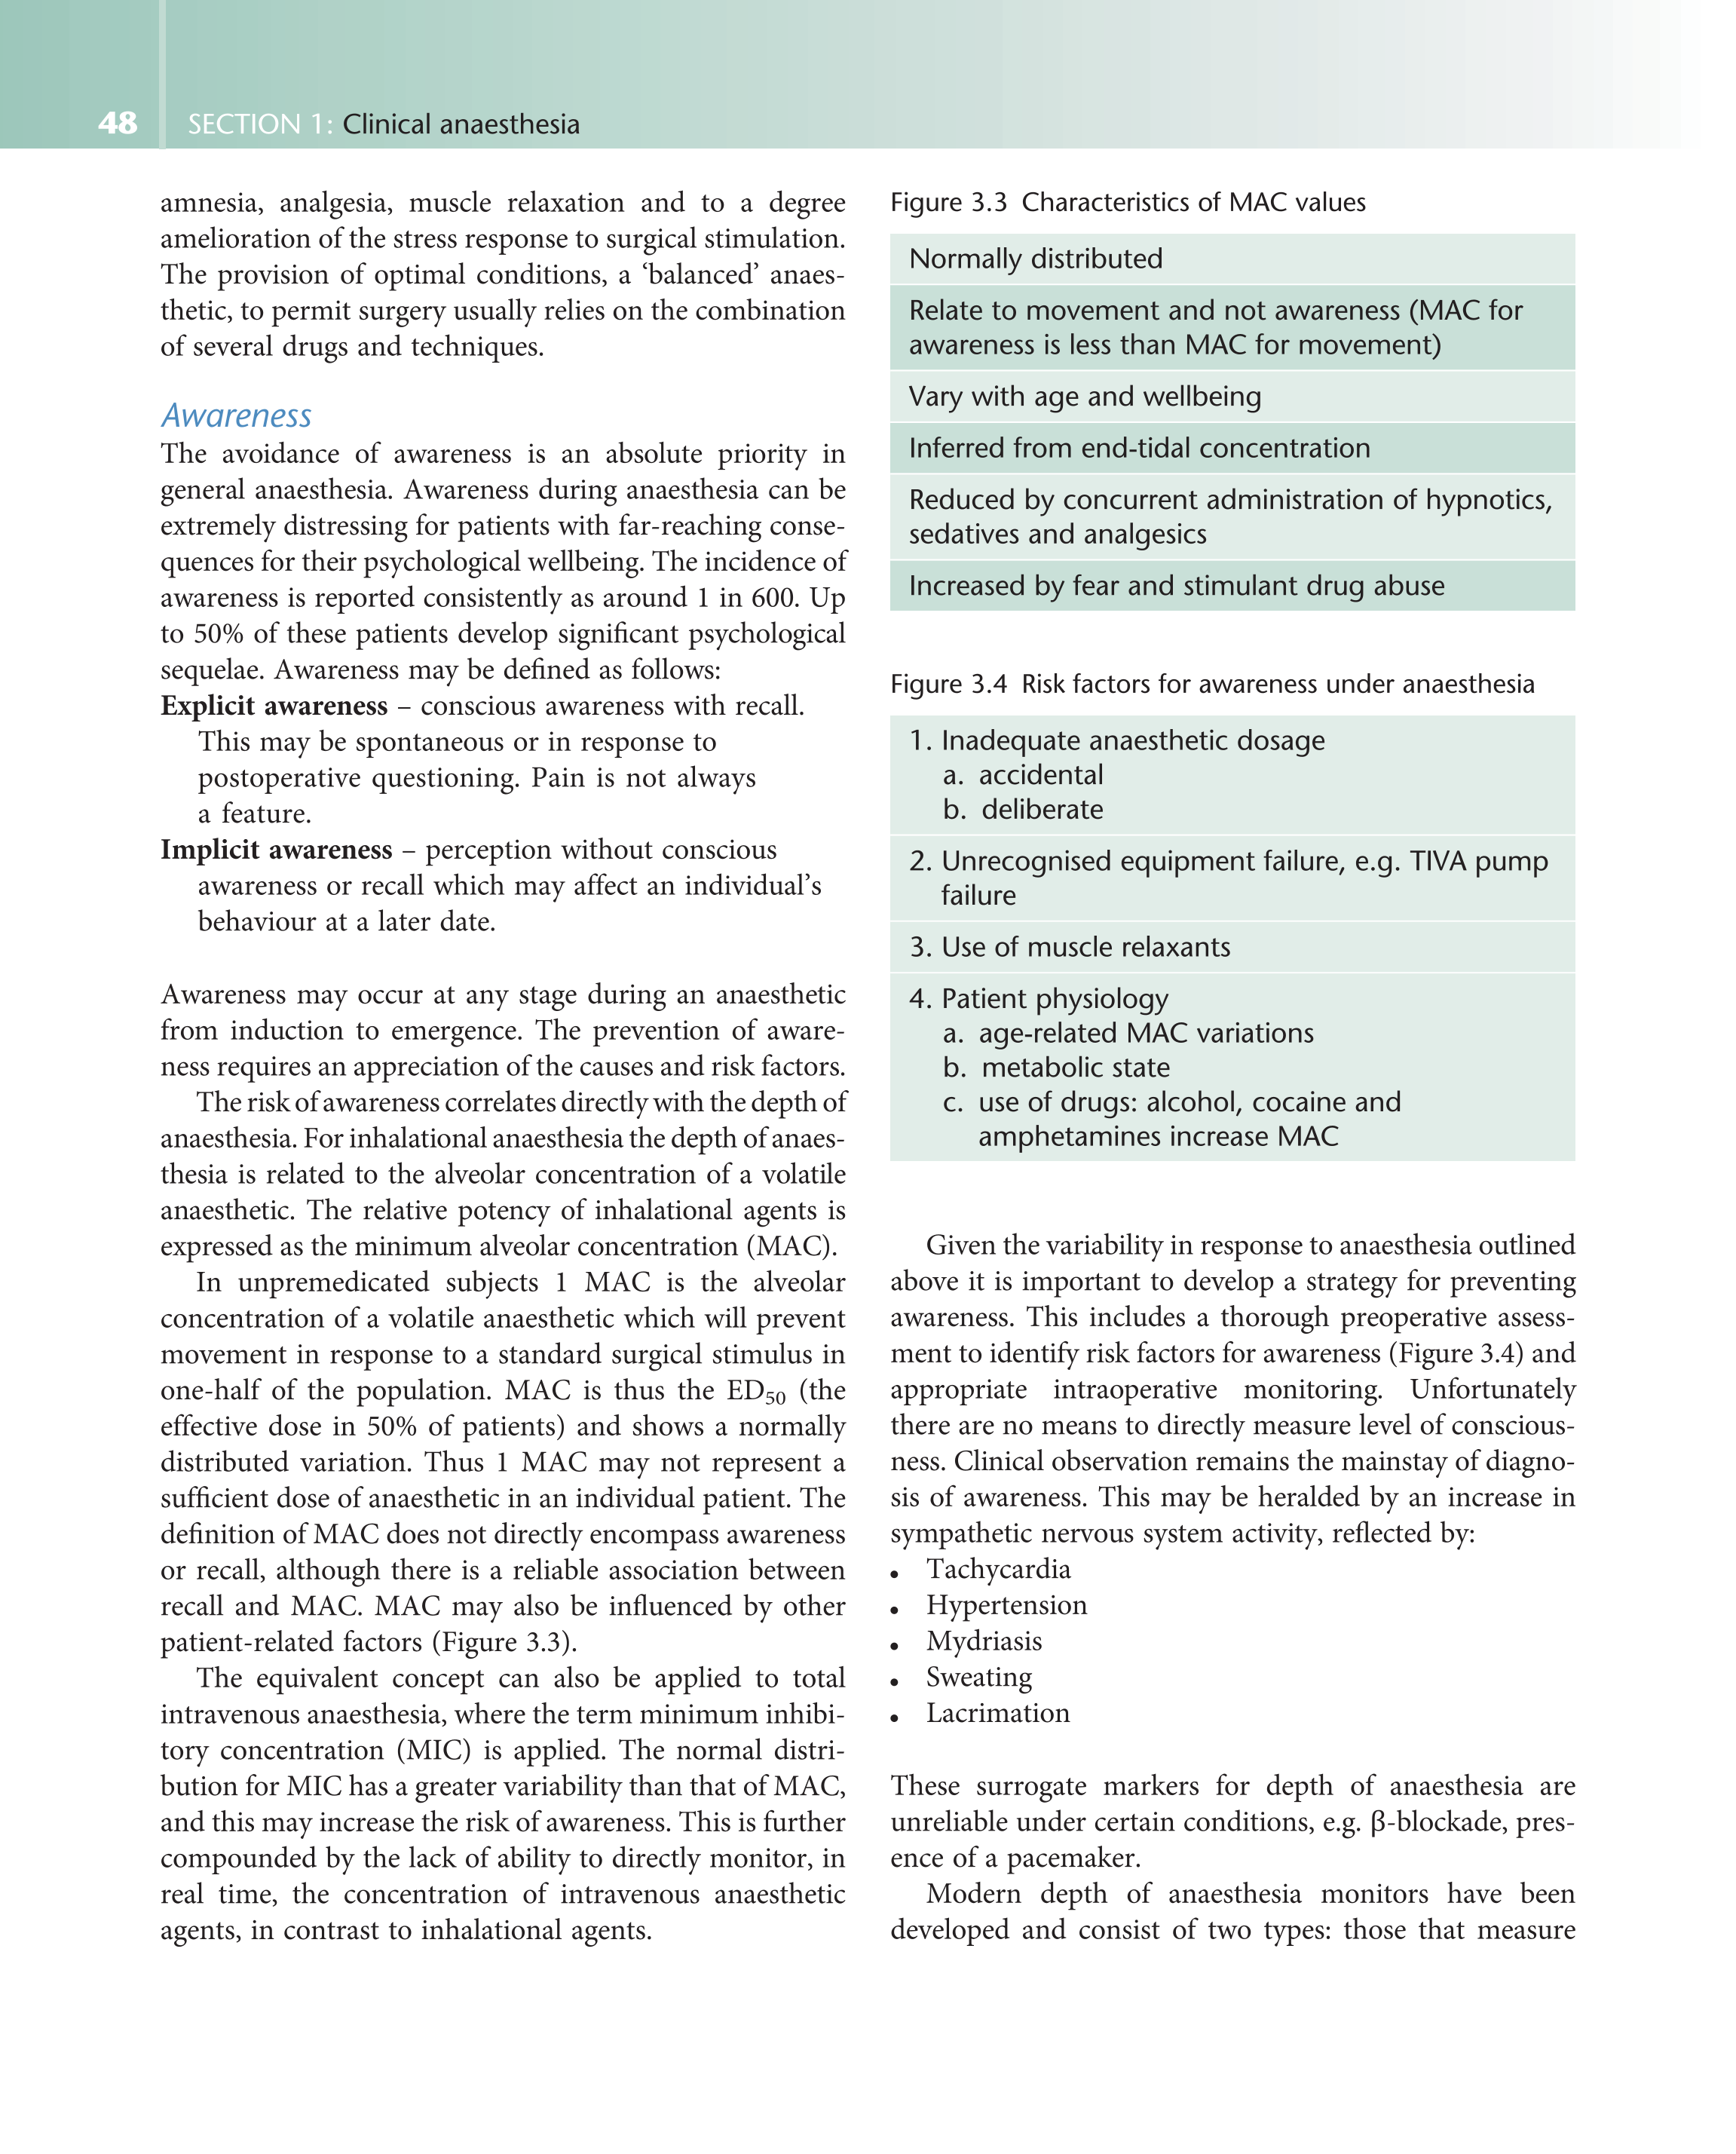 48
SECTION 1: Clinical anaesthesia
amnesia, analgesia, muscle relaxation and to a degree
amelioration of the stress response to surgical stimulation.
The provision of optimal conditions, a ‘balanced’ anaes-
thetic, to permit surgery usually relies on the combination
of several drugs and techniques.
Awareness
The avoidance of awareness is an absolute priority in
general anaesthesia. Awareness during anaesthesia can be
extremely distressing for patients with far-reaching conse-
quences for their psychological wellbeing. The incidence of
awareness is reported consistently as around 1 in 600. Up
to 50% of these patients develop significant psychological
sequelae. Awareness may be defined as follows:
Explicit awareness – conscious awareness with recall.
This may be spontaneous or in response to
postoperative questioning. Pain is not always
a feature.
Implicit awareness – perception without conscious
awareness or recall which may affect an individual’s
behaviour at a later date.
Awareness may occur at any stage during an anaesthetic
from induction to emergence. The prevention of aware-
ness requires an appreciation of the causes and risk factors.
The risk of awareness correlates directly with the depth of
anaesthesia. For inhalational anaesthesia the depth of anaes-
thesia is related to the alveolar concentration of a volatile
anaesthetic. The relative potency of inhalational agents is
expressed as the minimum alveolar concentration (MAC).
In unpremedicated subjects 1 MAC is the alveolar
concentration of a volatile anaesthetic which will prevent
movement in response to a standard surgical stimulus in
one-half of the population. MAC is thus the ED50 (the
effective dose in 50% of patients) and shows a normally
distributed variation. Thus 1 MAC may not represent a
sufficient dose of anaesthetic in an individual patient. The
definition of MAC does not directly encompass awareness
or recall, although there is a reliable association between
recall and MAC. MAC may also be influenced by other
patient-related factors (Figure 3.3).
The equivalent concept can also be applied to total
intravenous anaesthesia, where the term minimum inhibi-
tory concentration (MIC) is applied. The normal distri-
bution for MIC has a greater variability than that of MAC,
and this may increase the risk of awareness. This is further
compounded by the lack of ability to directly monitor, in
real time, the concentration of intravenous anaesthetic
agents, in contrast to inhalational agents.
Figure 3.3 Characteristics of MAC values
Normally distributed
Relate to movement and not awareness (MAC for
awareness is less than MAC for movement)
Vary with age and wellbeing
Inferred from end-tidal concentration
Reduced by concurrent administration of hypnotics,
sedatives and analgesics
Increased by fear and stimulant drug abuse
Figure 3.4 Risk factors for awareness under anaesthesia
1. Inadequate anaesthetic dosage
a. accidental
b. deliberate
2. Unrecognised equipment failure, e.g. TIVA pump
failure
3. Use of muscle relaxants
4. Patient physiology
a. age-related MAC variations
b. metabolic state
c. use of drugs: alcohol, cocaine and
amphetamines increase MAC
Given the variability in response to anaesthesia outlined
above it is important to develop a strategy for preventing
awareness. This includes a thorough preoperative assess-
ment to identify risk factors for awareness (Figure 3.4) and
appropriate intraoperative monitoring. Unfortunately
there are no means to directly measure level of conscious-
ness. Clinical observation remains the mainstay of diagno-
sis of awareness. This may be heralded by an increase in
sympathetic nervous system activity, reflected by:
• Tachycardia
• Hypertension
• Mydriasis
• Sweating
• Lacrimation
These surrogate markers for depth of anaesthesia are
unreliable under certain conditions, e.g. β-blockade, pres-
ence of a pacemaker.
Modern depth of anaesthesia monitors have been
developed and consist of two types: those that measure